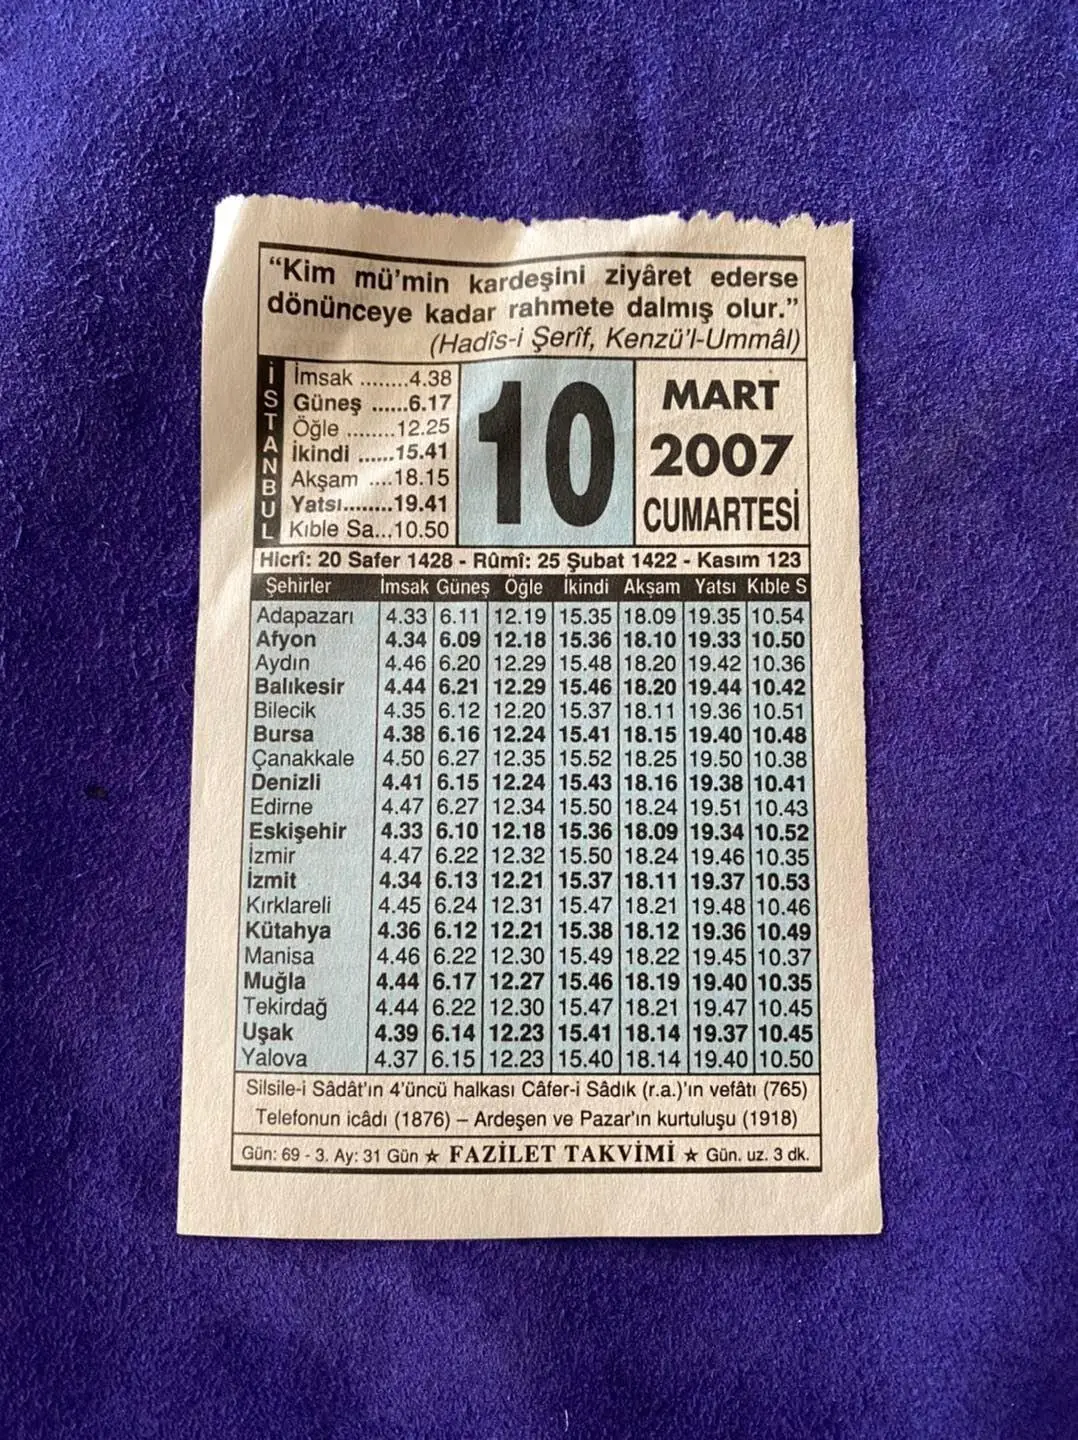 “Kim mü’min kardeşini ziyâret ederse
dönünceye kadar rahmete dalmış olur.”
(Hadîs-i Şerîf, Kenzü’l-Ummâl)
İSTANBUL
İmsak ........4.38
Güneş ......6.17
Öğle ........12.25
İkindi ......15.41
Akşam ....18.15
Yatsı........19.41
Kıble Sa...10.50
10
MART
2007
CUMARTESİ
Hicrî: 20 Safer 1428 - Rûmî: 25 Şubat 1422 - Kasım 123
Şehirler İmsak Güneş Öğle İkindi Akşam Yatsı Kıble S
Adapazarı 4.33 6.11 12.19 15.35 18.09 19.35 10.54
Afyon 4.34 6.09 12.18 15.36 18.10 19.33 10.50
Aydın 4.46 6.20 12.29 15.48 18.20 19.42 10.36
Balıkesir 4.44 6.21 12.29 15.46 18.20 19.44 10.42
Bilecik 4.35 6.12 12.20 15.37 18.11 19.36 10.51
Bursa 4.38 6.16 12.24 15.41 18.15 19.40 10.48
Çanakkale 4.50 6.27 12.35 15.52 18.25 19.50 10.38
Denizli 4.41 6.15 12.24 15.43 18.16 19.38 10.41
Edirne 4.47 6.27 12.34 15.50 18.24 19.51 10.43
Eskişehir 4.33 6.10 12.18 15.36 18.09 19.34 10.52
İzmir 4.47 6.22 12.32 15.50 18.24 19.46 10.35
İzmit 4.34 6.13 12.21 15.37 18.11 19.37 10.53
Kırklareli 4.45 6.24 12.31 15.47 18.21 19.48 10.46
Kütahya 4.36 6.12 12.21 15.38 18.12 19.36 10.49
Manisa 4.46 6.22 12.30 15.49 18.22 19.45 10.37
Muğla 4.44 6.17 12.27 15.46 18.19 19.40 10.35
Tekirdağ 4.44 6.22 12.30 15.47 18.21 19.47 10.45
Uşak 4.39 6.14 12.23 15.41 18.14 19.37 10.45
Yalova 4.37 6.15 12.23 15.40 18.14 19.40 10.50
Silsile-i Sâdât’ın 4’üncü halkası Câfer-i Sâdık (r.a.)’ın vefâtı (765)
Telefonun icâdı (1876) – Ardeşen ve Pazar’ın kurtuluşu (1918)
Gün: 69 - 3. Ay: 31 Gün ★ FAZİLET TAKVİMİ ★ Gün. uz. 3 dk.